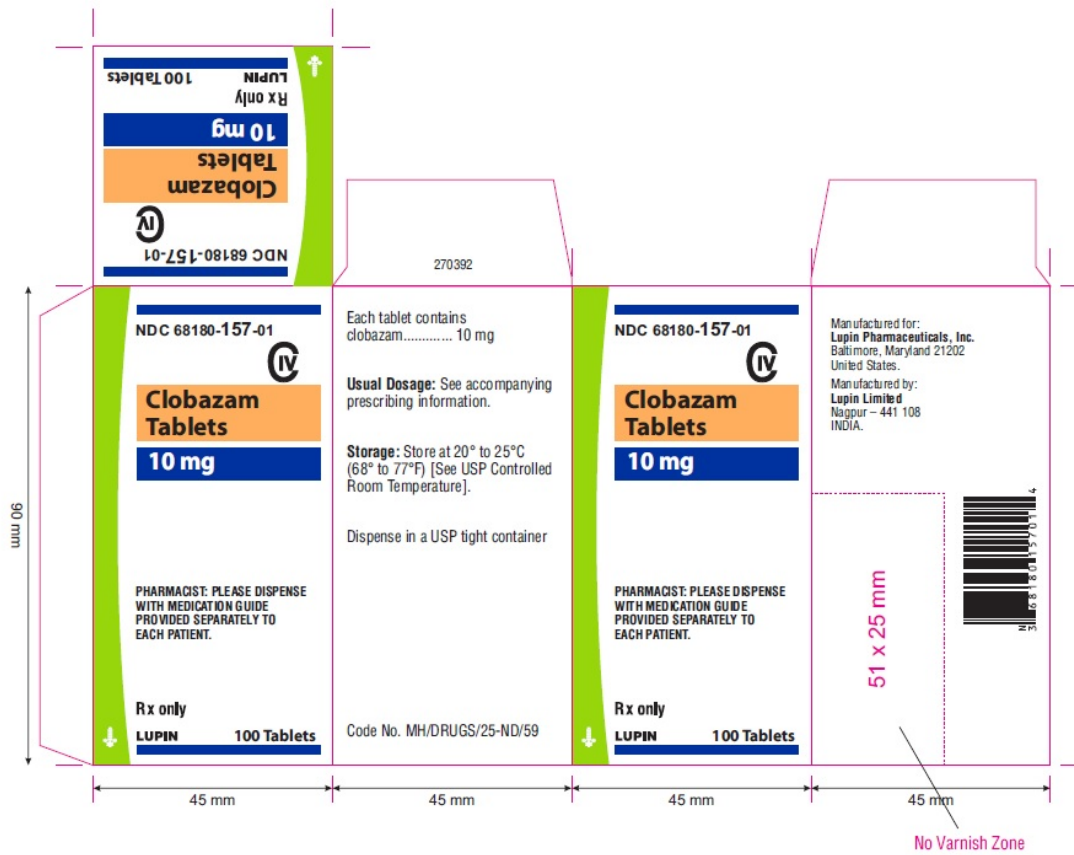 100 Tablets
LUPIN
Rx only
10 mg
Clobazam
Tablets
CIV
NDC 68180-157-01
270392
90 mm
NDC 68180-157-01
CIV
Clobazam
Tablets
10 mg
PHARMACIST: PLEASE DISPENSE
WITH MEDICATION GUIDE
PROVIDED SEPARATELY TO
EACH PATIENT.
Rx only
LUPIN 100 Tablets
45 mm
Each tablet contains
clobazam............. 10 mg
Usual Dosage: See accompanying
prescribing information.
Storage: Store at 20° to 25°C
(68° to 77°F) [See USP Controlled
Room Temperature].
Dispense in a USP tight container
Code No. MH/DRUGS/25-ND/59
45 mm
NDC 68180-157-01
CIV
Clobazam
Tablets
10 mg
PHARMACIST: PLEASE DISPENSE
WITH MEDICATION GUIDE
PROVIDED SEPARATELY TO
EACH PATIENT.
Rx only
LUPIN 100 Tablets
45 mm
Manufactured for:
Lupin Pharmaceuticals, Inc.
Baltimore, Maryland 21202
United States.
Manufactured by:
Lupin Limited
Nagpur – 441 108
INDIA.
51 x 25 mm
N
3 68180 15701 4
45 mm
No Varnish Zone